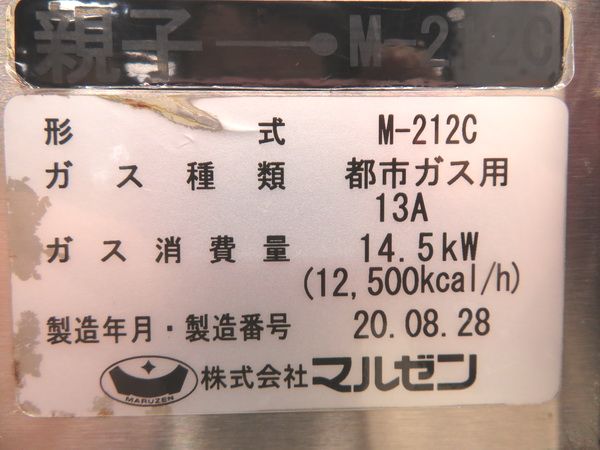 親子 M-212C
形式 M-212C
ガス種類 都市ガス用
13A
ガス消費量 14.5kW
(12,500kcal/h)
製造年月・製造番号 20.08.28
MARUZEN 株式会社マルゼン